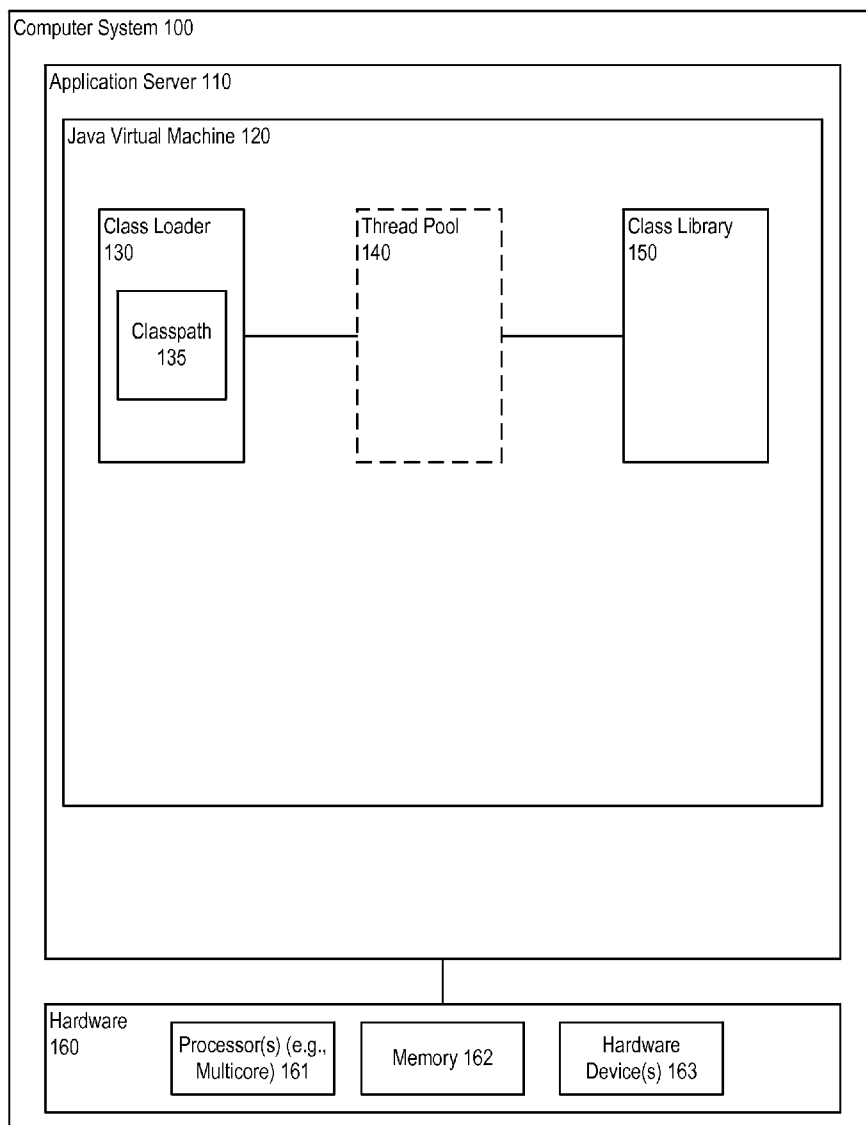 Computer System 100
Application Server 110
Java Virtual Machine 120
Class Loader
130
Classpath
135
Thread Pool
140
Class Library
150
Hardware
160
Processor(s) (e.g.,
Multicore) 161
Memory 162
Hardware
Device(s) 163